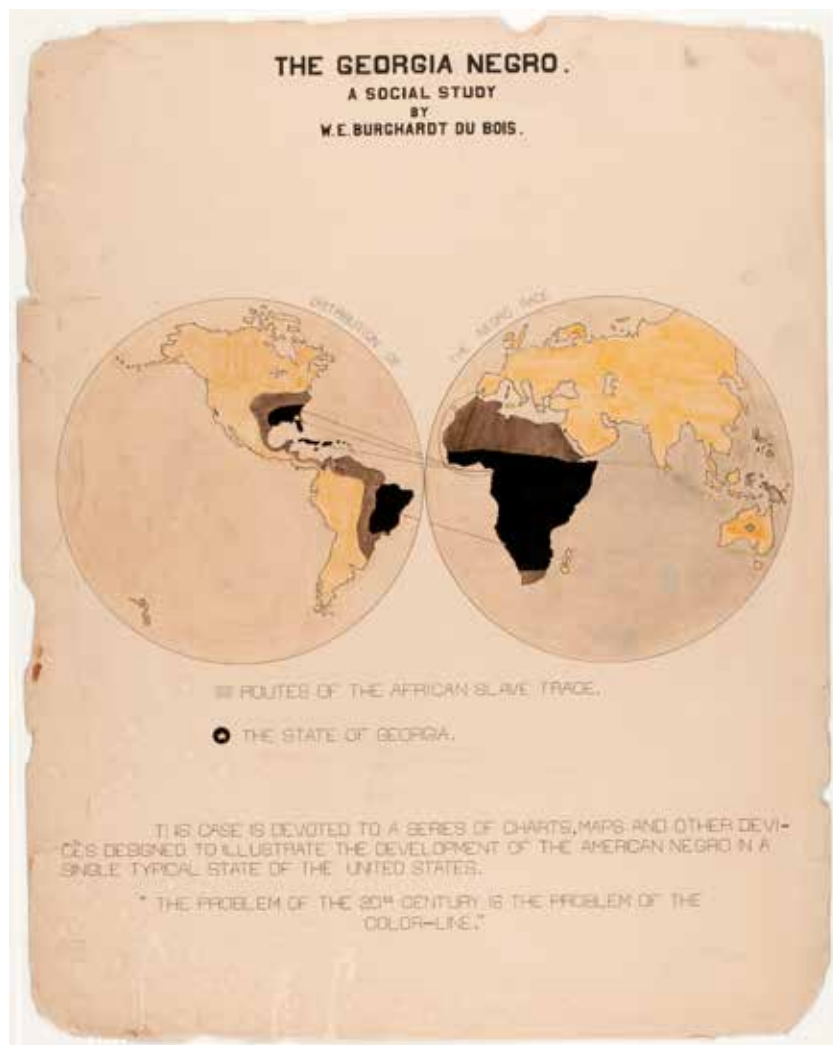 THE GEORGIA NEGRO.
A SOCIAL STUDY
BY
W.E.BURGHARDT DU BOIS.
DISTRIBUTION OF
THE NEGRO RACE
ROUTES OF THE AFRICAN SLAVE TRADE.
THE STATE OF GEORGIA.
THIS CASE IS DEVOTED TO A SERIES OF CHARTS, MAPS AND OTHER DEVI-
CES DESIGNED TO ILLUSTRATE THE DEVELOPMENT OF THE AMERICAN NEGRO IN A
SINGLE TYPICAL STATE OF THE UNITED STATES.
" THE PROBLEM OF THE 20TH CENTURY IS THE PROBLEM OF THE
COLOR-LINE."